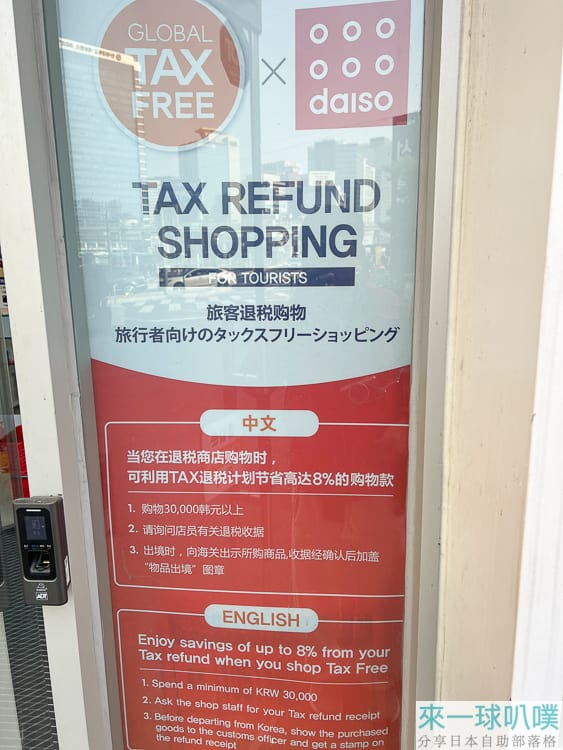 GLOBAL
TAX
FREE
×
daiso
TAX REFUND
SHOPPING
FOR TOURISTS
旅客退税购物
旅行者向けのタックスフリーショッピング
中文
当您在退税商店购物时，
可利用TAX退税计划节省高达8%的购物款
1. 购物30,000韩元以上
2. 请询问店员有关退税收据
3. 出境时，向海关出示所购商品,收据经确认后加盖
“物品出境”图章
ENGLISH
Enjoy savings of up to 8% from your
Tax refund when you shop Tax Free
1. Spend a minimum of KRW 30,000
2. Ask the shop staff for your Tax refund receipt
3. Before departing from Korea, show the purchased
goods to the customs officer and get a stamp on
the refund receipt
ADT
來一球叭噗
分享日本自助部落格